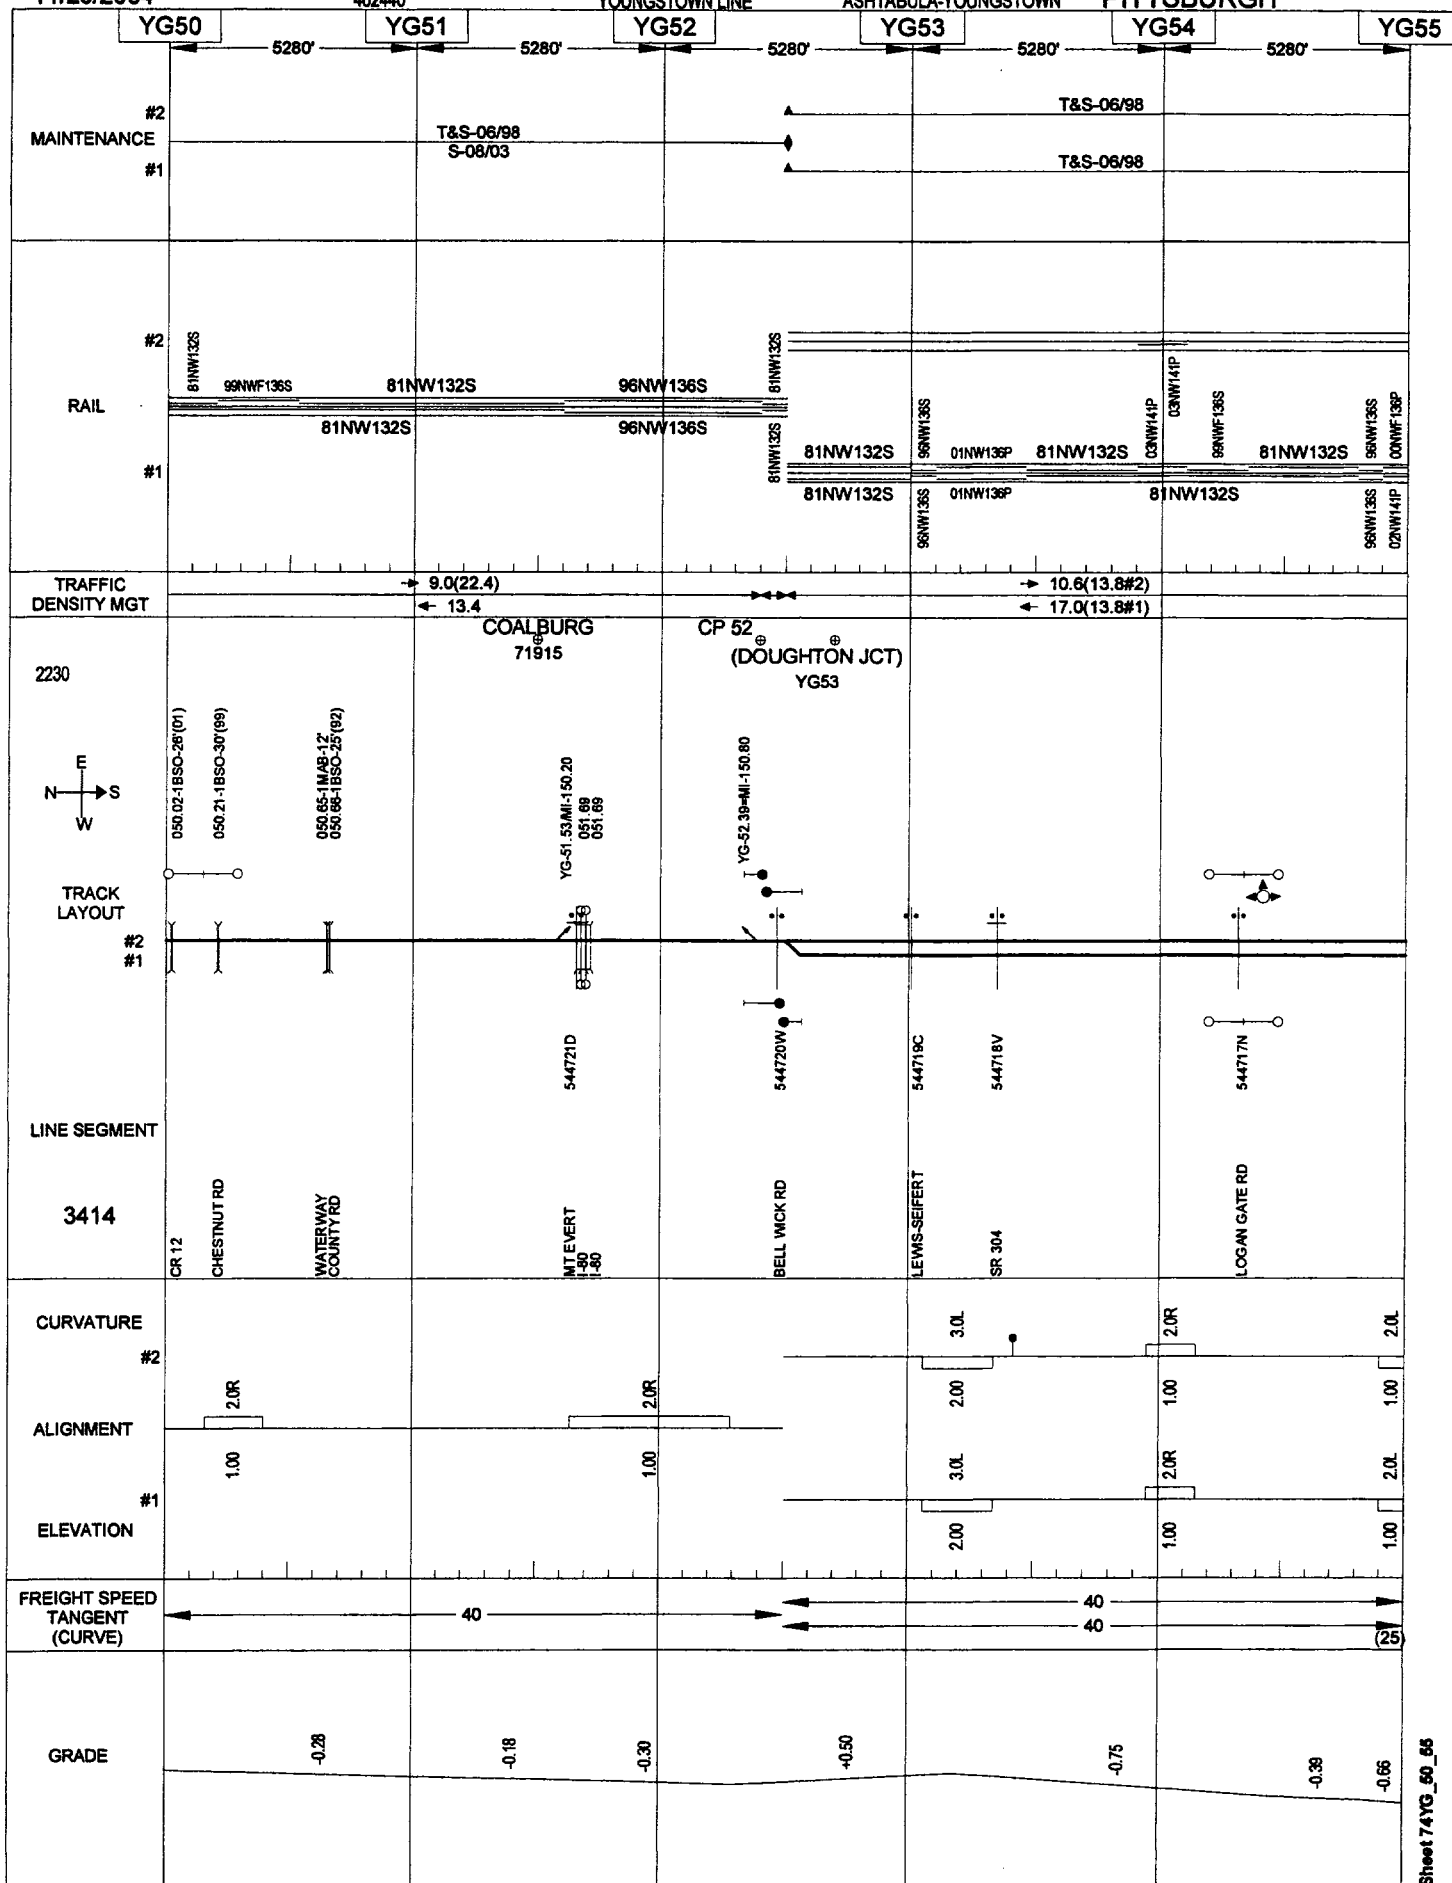 YOUNGSTOWN LINE ASHTABULA-YOUNGSTOWN PITTSBURGH
YG50 YG51 YG52 YG53 YG54 YG55
5280' 5280' 5280' 5280' 5280'
#2
T&S-06/98
MAINTENANCE
T&S-06/98
S-08/03
#1
T&S-06/98
#2
81NW132S
99NWF136S
81NW132S
96NW136S
81NW132S
03NW141P
RAIL
81NW132S
96NW136S
81NW132S
#1
81NW132S
96NW136S
01NW136P
81NW132S
03NW141P
99NWF136S
81NW132S
96NW136S
00NWF136P
81NW132S
96NW136S
01NW136P
81NW132S
96NW136S
02NW141P
TRAFFIC
DENSITY MGT
9.0(22.4)
13.4
10.6(13.8#2)
17.0(13.8#1)
COALBURG
71915
CP 52
(DOUGHTON JCT)
YG53
2230
050.02-1BSO-26'(01)
050.21-1BSO-30'(99)
050.65-1MAB-12'
050.66-1BSO-25'(92)
YG-51.53/MI-150.20
051.69
051.69
YG-52.39=MI-150.80
E
N S
W
TRACK
LAYOUT
#2
#1
544721D
544720W
544719C
544718V
544717N
LINE SEGMENT
3414
CR 12
CHESTNUT RD
WATERWAY
COUNTY RD
MT EVERT
I-80
I-80
BELL WICK RD
LEWIS-SEIFERT
SR 304
LOGAN GATE RD
CURVATURE
#2
3.0L
2.0R
2.0L
2.00
1.00
1.00
ALIGNMENT
2.0R
2.0R
1.00
1.00
#1
3.0L
2.0R
2.0L
ELEVATION
2.00
1.00
1.00
FREIGHT SPEED
TANGENT
(CURVE)
40
40
40
(25)
GRADE
-0.28
-0.18
-0.30
+0.50
-0.75
-0.39
-0.66
Sheet 74YG_50_55